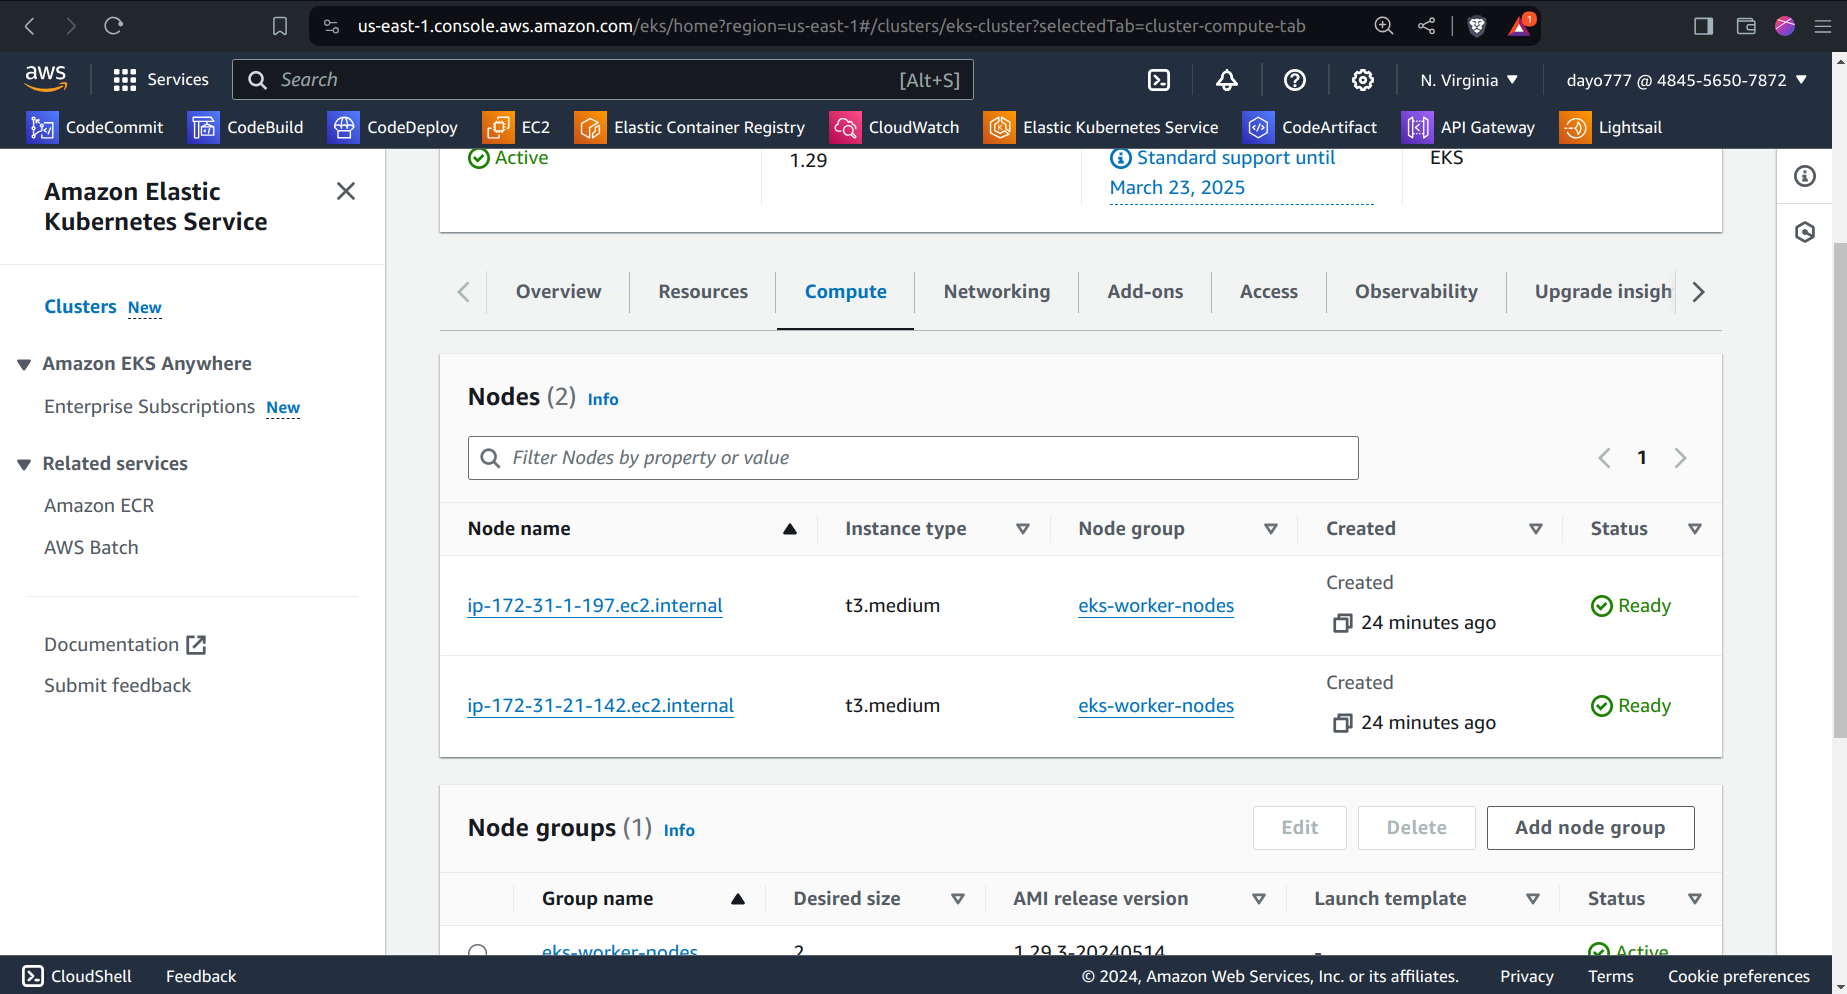 us-east-1.console.aws.amazon.com/eks/home?region=us-east-1#/clusters/eks-cluster?selectedTab=cluster-compute-tab
1
aws
Services
Search
[Alt+S]
N. Virginia
dayo777 @ 4845-5650-7872
CodeCommit
CodeBuild
CodeDeploy
EC2
Elastic Container Registry
CloudWatch
Elastic Kubernetes Service
CodeArtifact
API Gateway
Lightsail
Amazon Elastic
Kubernetes Service
Clusters New
Amazon EKS Anywhere
Enterprise Subscriptions New
Related services
Amazon ECR
AWS Batch
Documentation
Submit feedback
Active
1.29
Standard support until
March 23, 2025
EKS
Overview
Resources
Compute
Networking
Add-ons
Access
Observability
Upgrade insigh
Nodes (2) Info
Filter Nodes by property or value
1
Node name
Instance type
Node group
Created
Status
ip-172-31-1-197.ec2.internal
t3.medium
eks-worker-nodes
Created
24 minutes ago
Ready
ip-172-31-21-142.ec2.internal
t3.medium
eks-worker-nodes
Created
24 minutes ago
Ready
Node groups (1) Info
Edit
Delete
Add node group
Group name
Desired size
AMI release version
Launch template
Status
eks-worker-nodes
2
1.29.3-20240514
-
Active
CloudShell
Feedback
© 2024, Amazon Web Services, Inc. or its affiliates.
Privacy
Terms
Cookie preferences